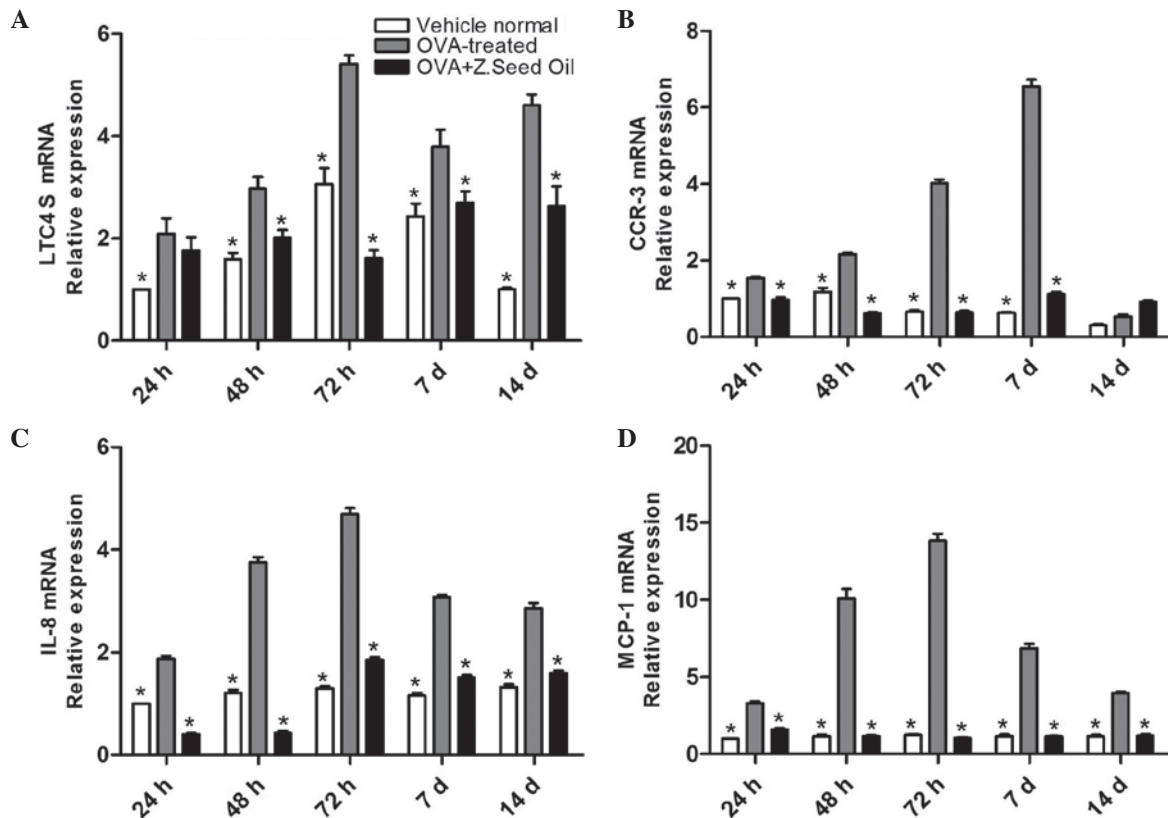 A
LTC4 S mRNA
Relative expression
6
4
2
0
Vehicle normal
OVA-treated
OVA+Z.Seed Oil
*
*
*
*
*
*
*
*
24 h
48 h
72 h
7 d
14 d
B
CCR-3 mRNA
Relative expression
8
6
4
2
0
*
*
*
*
*
*
*
*
24 h
48 h
72 h
7 d
14 d
C
IL-8 mRNA
Relative expression
6
4
2
0
*
*
*
*
*
*
*
*
*
*
24 h
48 h
72 h
7 d
14 d
D
MCP-1 mRNA
Relative expression
20
15
10
5
0
*
*
*
*
*
*
*
*
*
*
24 h
48 h
72 h
7 d
14 d